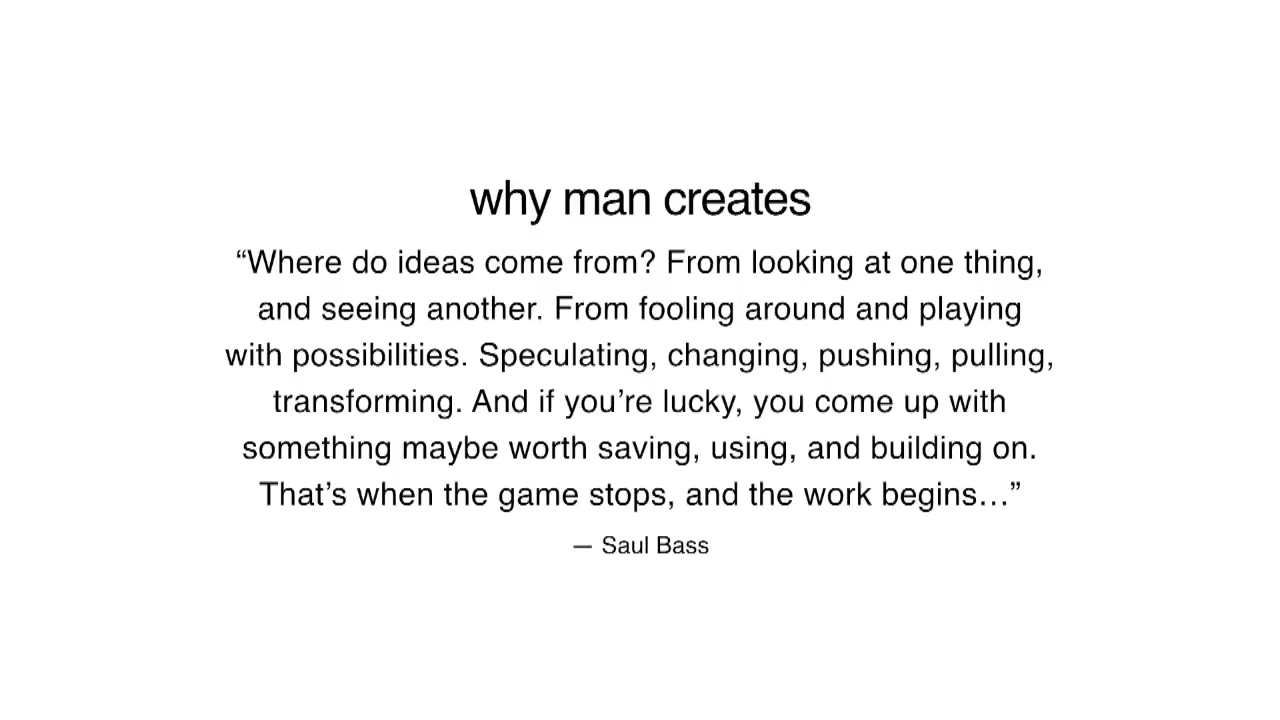 why man creates
“Where do ideas come from? From looking at one thing,
and seeing another. From fooling around and playing
with possibilities. Speculating, changing, pushing, pulling,
transforming. And if you’re lucky, you come up with
something maybe worth saving, using, and building on.
That’s when the game stops, and the work begins…”
— Saul Bass